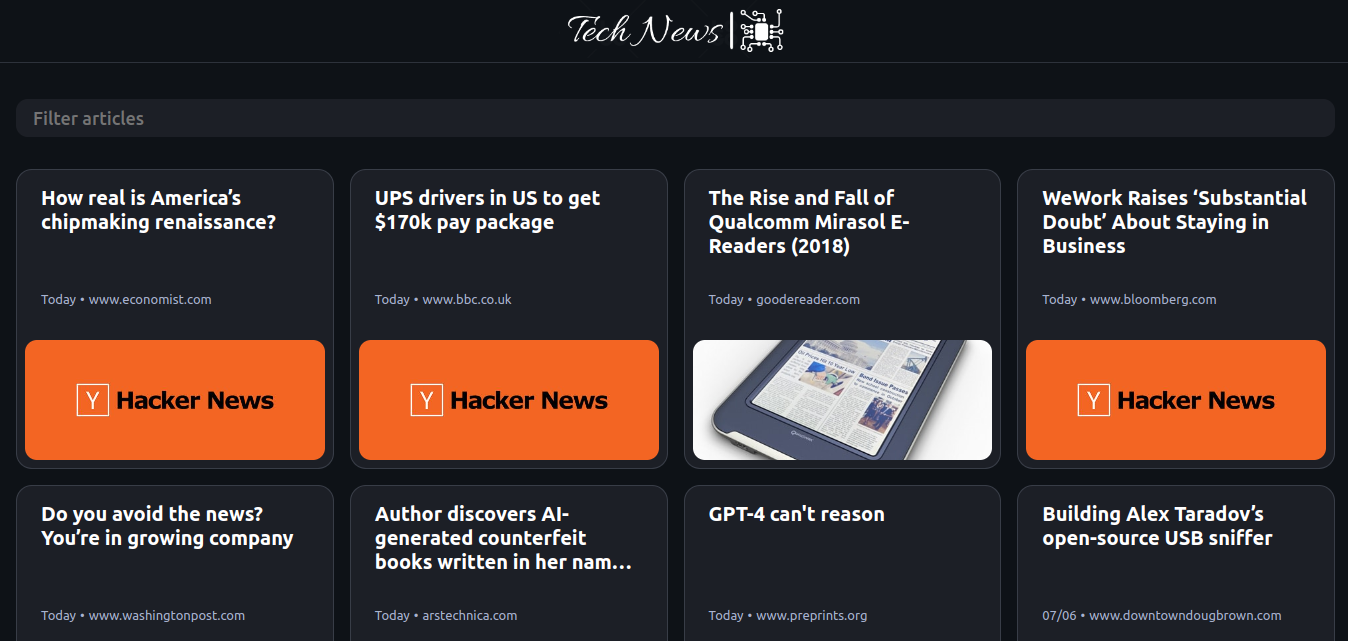 Tech News
Filter articles
How real is America’s
chipmaking renaissance?
Today • www.economist.com
Y Hacker News
UPS drivers in US to get
$170k pay package
Today • www.bbc.co.uk
Y Hacker News
The Rise and Fall of
Qualcomm Mirasol E-
Readers (2018)
Today • goodereader.com
Band Issue Passes
WeWork Raises ‘Substantial
Doubt’ About Staying in
Business
Today • www.bloomberg.com
Y Hacker News
Do you avoid the news?
You’re in growing company
Today • www.washingtonpost.com
Author discovers AI-
generated counterfeit
books written in her nam…
Today • arstechnica.com
GPT-4 can't reason
Today • www.preprints.org
Building Alex Taradov’s
open-source USB sniffer
07/06 • www.downtowndougbrown.com